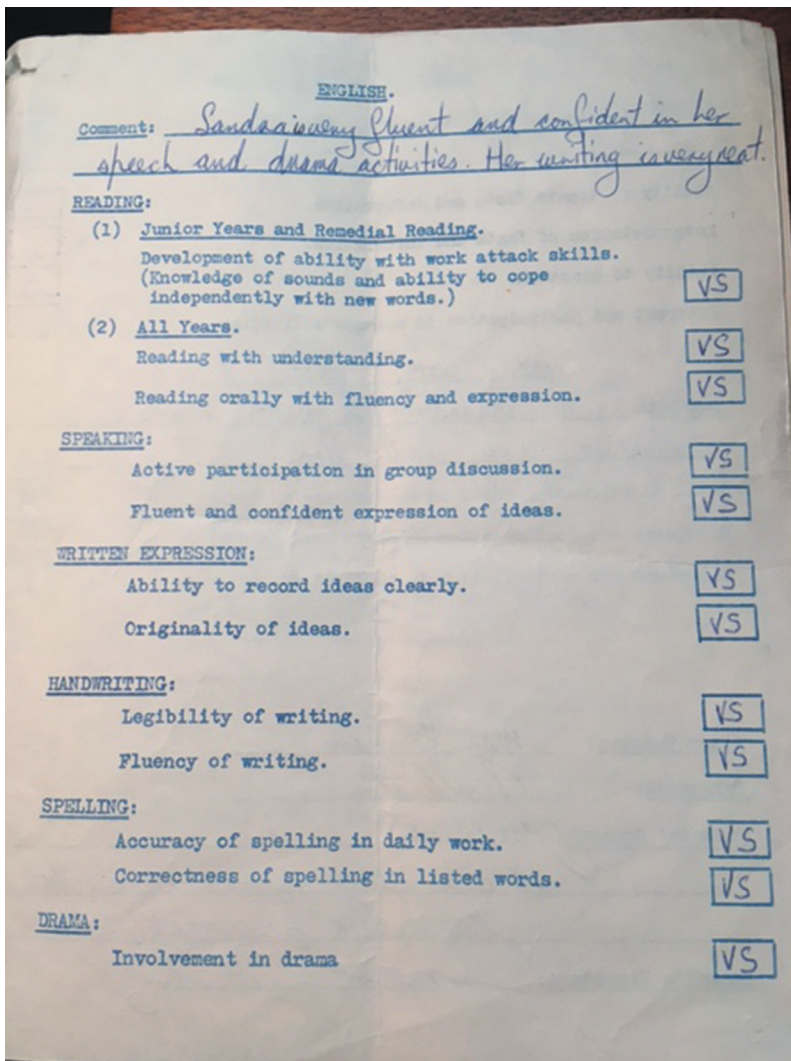 ENGLISH.
Comment: Sandra is very fluent and confident in her
speech and drama activities. Her writing is very neat.
READING:
(1) Junior Years and Remedial Reading.
Development of ability with work attack skills.
(Knowledge of sounds and ability to cope
independently with new words.) VS
(2) All Years.
Reading with understanding. VS
Reading orally with fluency and expression. VS
SPEAKING:
Active participation in group discussion. VS
Fluent and confident expression of ideas. VS
WRITTEN EXPRESSION:
Ability to record ideas clearly. VS
Originality of ideas. VS
HANDWRITING:
Legibility of writing. VS
Fluency of writing. VS
SPELLING:
Accuracy of spelling in daily work. VS
Correctness of spelling in listed words. VS
DRAMA:
Involvement in drama VS